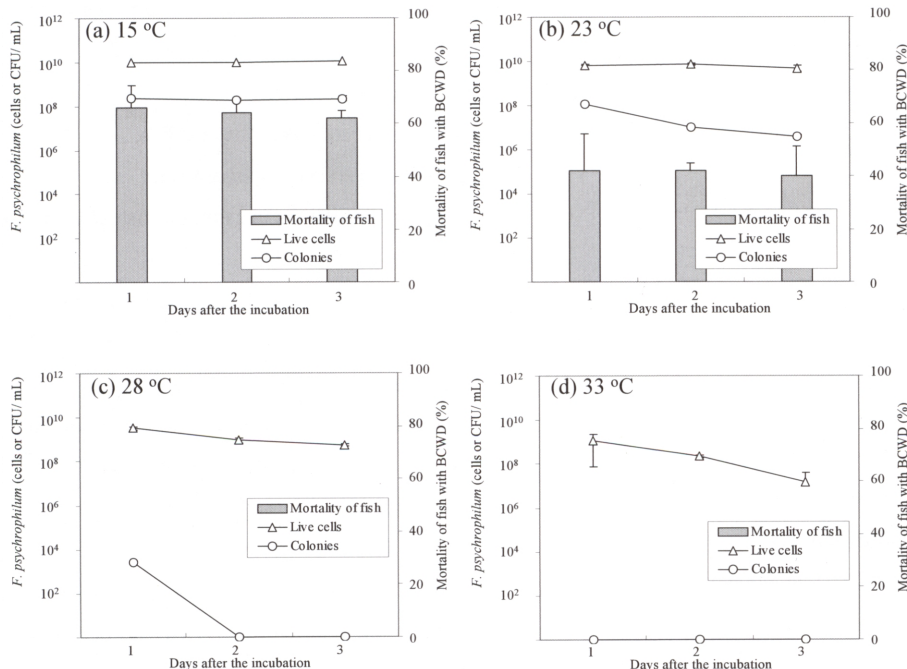 (a) 15 °C
F. psychrophilum (cells or CFU/ mL)
10¹²
10¹⁰
10⁸
10⁶
10⁴
10²
100
80
60
40
20
0
Mortality of fish with BCWD (%)
Mortality of fish
Live cells
Colonies
1 2 3
Days after the incubation
(b) 23 °C
F. psychrophilum (cells or CFU/ mL)
10¹²
10¹⁰
10⁸
10⁶
10⁴
10²
100
80
60
40
20
0
Mortality of fish with BCWD (%)
Mortality of fish
Live cells
Colonies
1 2 3
Days after the incubation
(c) 28 °C
F. psychrophilum (cells or CFU/ mL)
10¹²
10¹⁰
10⁸
10⁶
10⁴
10²
100
80
60
40
20
0
Mortality of fish with BCWD (%)
Mortality of fish
Live cells
Colonies
1 2 3
Days after the incubation
(d) 33 °C
F. psychrophilum (cells or CFU/ mL)
10¹²
10¹⁰
10⁸
10⁶
10⁴
10²
100
80
60
40
20
0
Mortality of fish with BCWD (%)
Mortality of fish
Live cells
Colonies
1 2 3
Days after the incubation